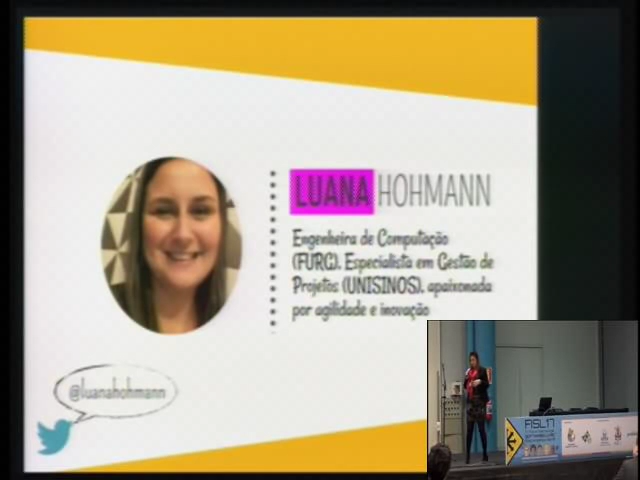 LUANA HOHMANN
Engenheira de Computação
(FURG). Especialista em Gestão de
Projetos (UNISINOS), apaixonada
por agilidade e inovação
@luanahohmann
FISL17